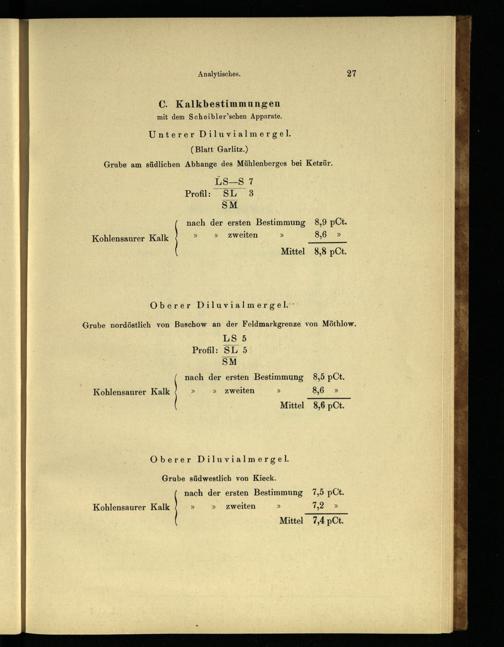 Analytisches. 27
C. Kalkbestimmungen
mit dem Scheibler'schen Apparate.
Unterer Diluvialmergel.
(Blatt Garlitz.)
Grube am südlichen Abhange des Mühlenberges bei Ketzür.
LS—S 7
Profil: SL 3
SM
nach der ersten Bestimmung 8,9 pCt.
Kohlensaurer Kalk » » zweiten » 8,6 »
Mittel 8,8 pCt.
Oberer Diluvialmergel.
Grube nordöstlich von Buschow an der Feldmarkgrenze von Möthlow.
LS 5
Profil: SL 5
SM
nach der ersten Bestimmung 8,5 pCt.
Kohlensaurer Kalk » » zweiten » 8,6 »
Mittel 8,6 pCt.
Oberer Diluvialmergel.
Grube südwestlich von Kieck.
nach der ersten Bestimmung 7,5 pCt.
Kohlensaurer Kalk » » zweiten » 7,2 »
Mittel 7,4 pCt.